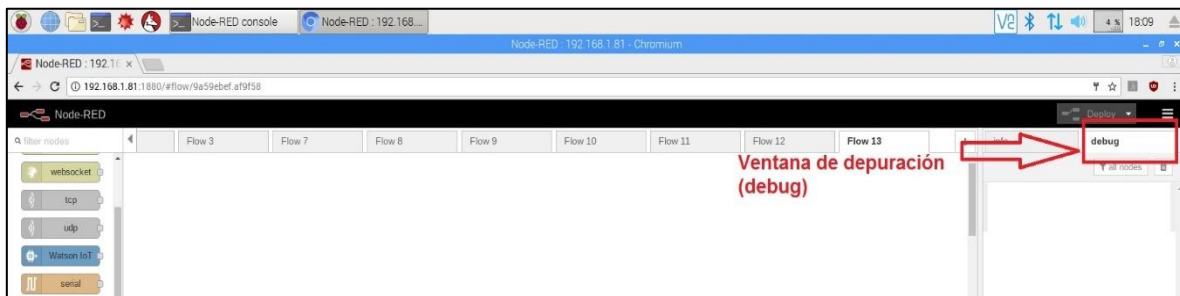 Node-RED console
Node-RED : 192.168....
4 %
18:09
Node-RED : 192.168.1.81 - Chromium
Node-RED : 192.16
192.168.1.81:1880/#flow/9a59ebef.af9f58
Node-RED
Deploy
filter nodes
Flow 3
Flow 7
Flow 8
Flow 9
Flow 10
Flow 11
Flow 12
Flow 13
info
debug
Ventana de depuración
(debug)
all nodes
websocket
tcp
udp
Watson IoT
serial